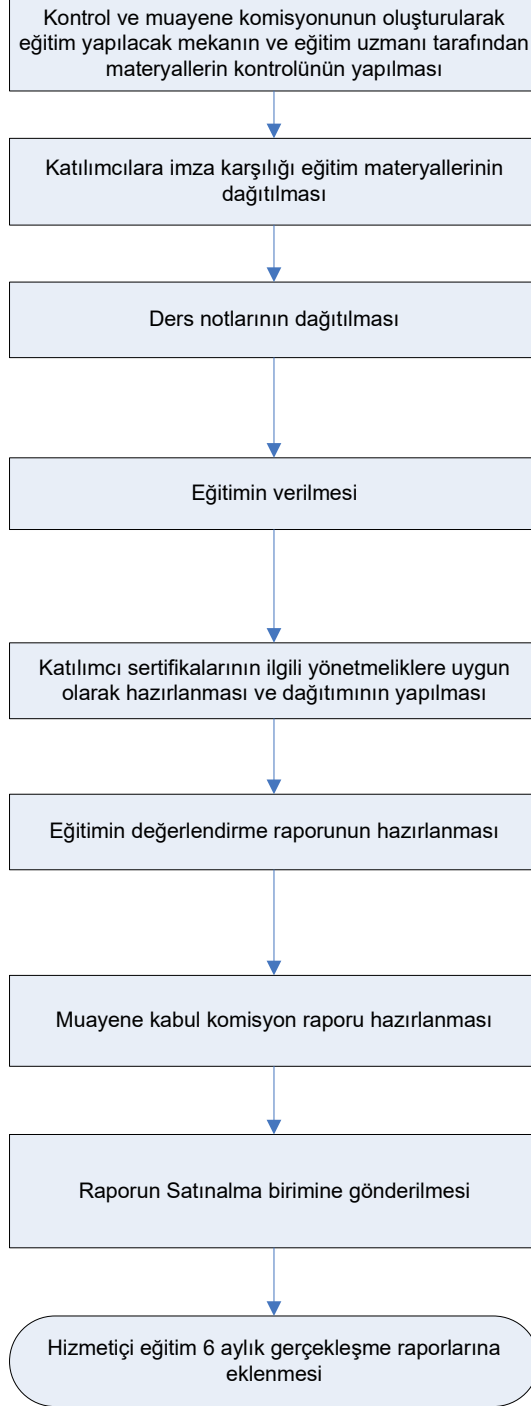 Kontrol ve muayene komisyonunun oluşturularak
eğitim yapılacak mekanın ve eğitim uzmanı tarafından
materyallerin kontrolünün yapılması
Katılımcılara imza karşılığı eğitim materyallerinin
dağıtılması
Ders notlarının dağıtılması
Eğitimin verilmesi
Katılımcı sertifikalarının ilgili yönetmeliklere uygun
olarak hazırlanması ve dağıtımının yapılması
Eğitimin değerlendirme raporunun hazırlanması
Muayene kabul komisyon raporu hazırlanması
Raporun Satınalma birimine gönderilmesi
Hizmetiçi eğitim 6 aylık gerçekleşme raporlarına
eklenmesi